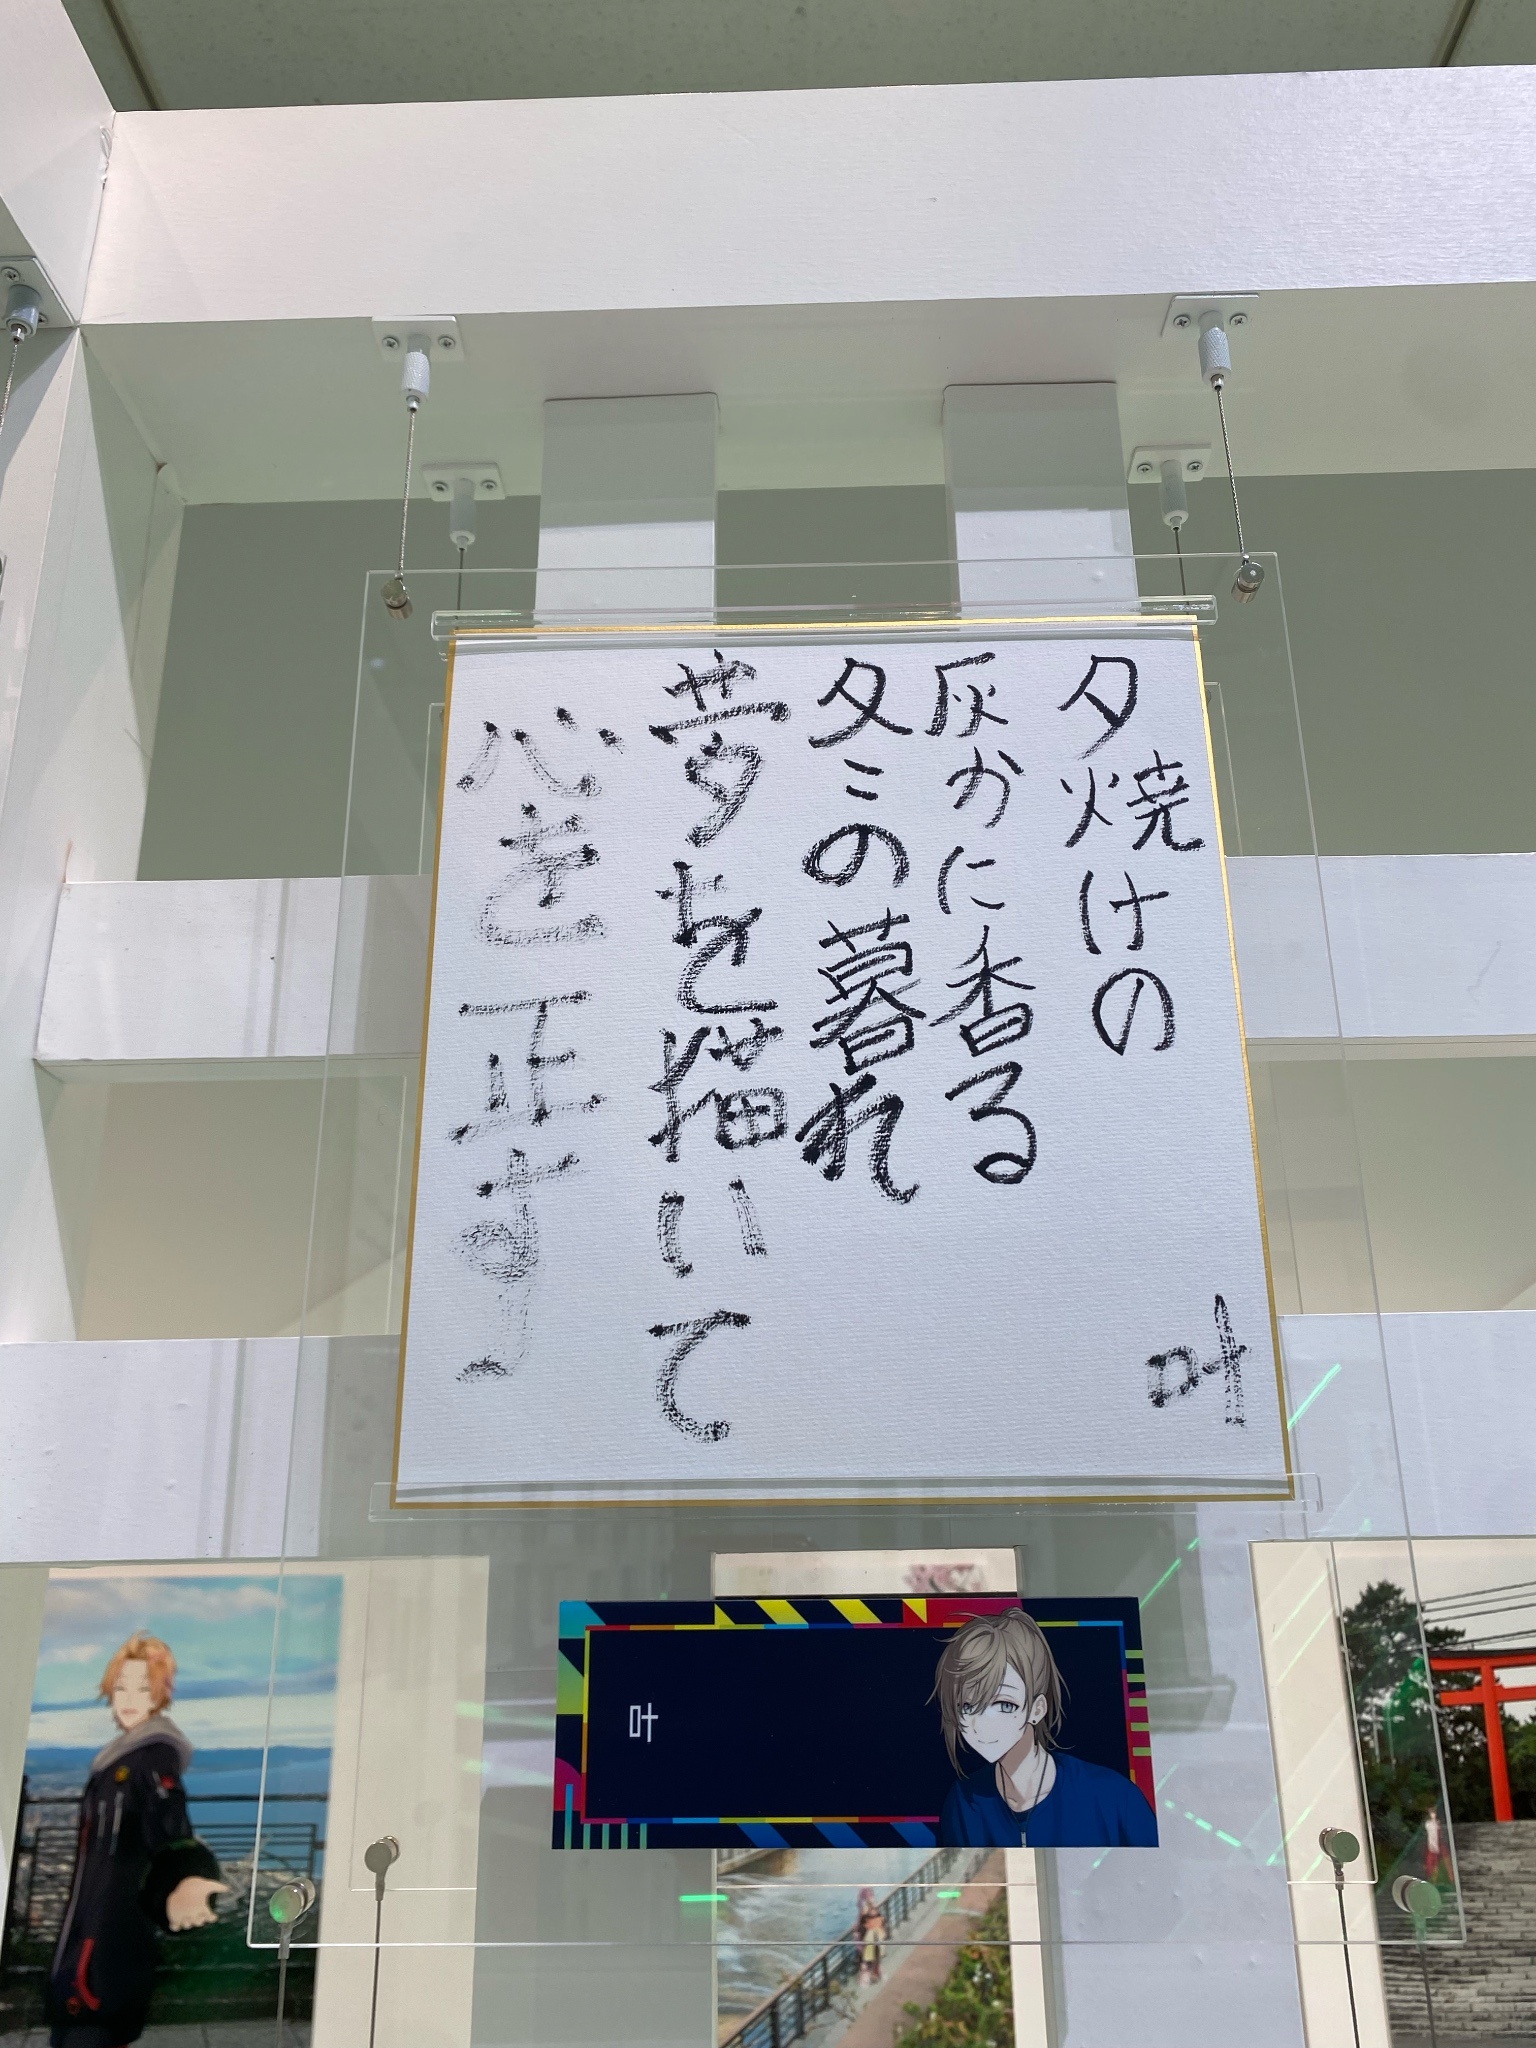 夕焼けの
灰かに香る
冬の暮れ
夢を描いて
心を正す
叶
叶